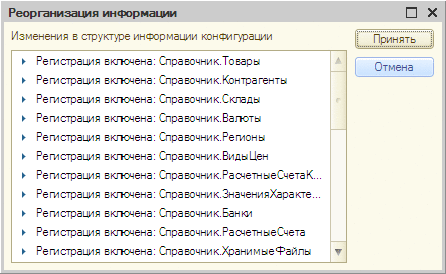 Реорганизация информации
Изменения в структуре информации конфигурации
Принять
Отмена
Регистрация включена: Справочник.Товары
Регистрация включена: Справочник.Контрагенты
Регистрация включена: Справочник.Склады
Регистрация включена: Справочник.Валюты
Регистрация включена: Справочник.Регионы
Регистрация включена: Справочник.ВидыЦен
Регистрация включена: Справочник.РасчетныеСчетаК...
Регистрация включена: Справочник.ЗначенияХаракте...
Регистрация включена: Справочник.Банки
Регистрация включена: Справочник.РасчетныеСчета
Регистрация включена: Справочник.ХранимыеФайлы